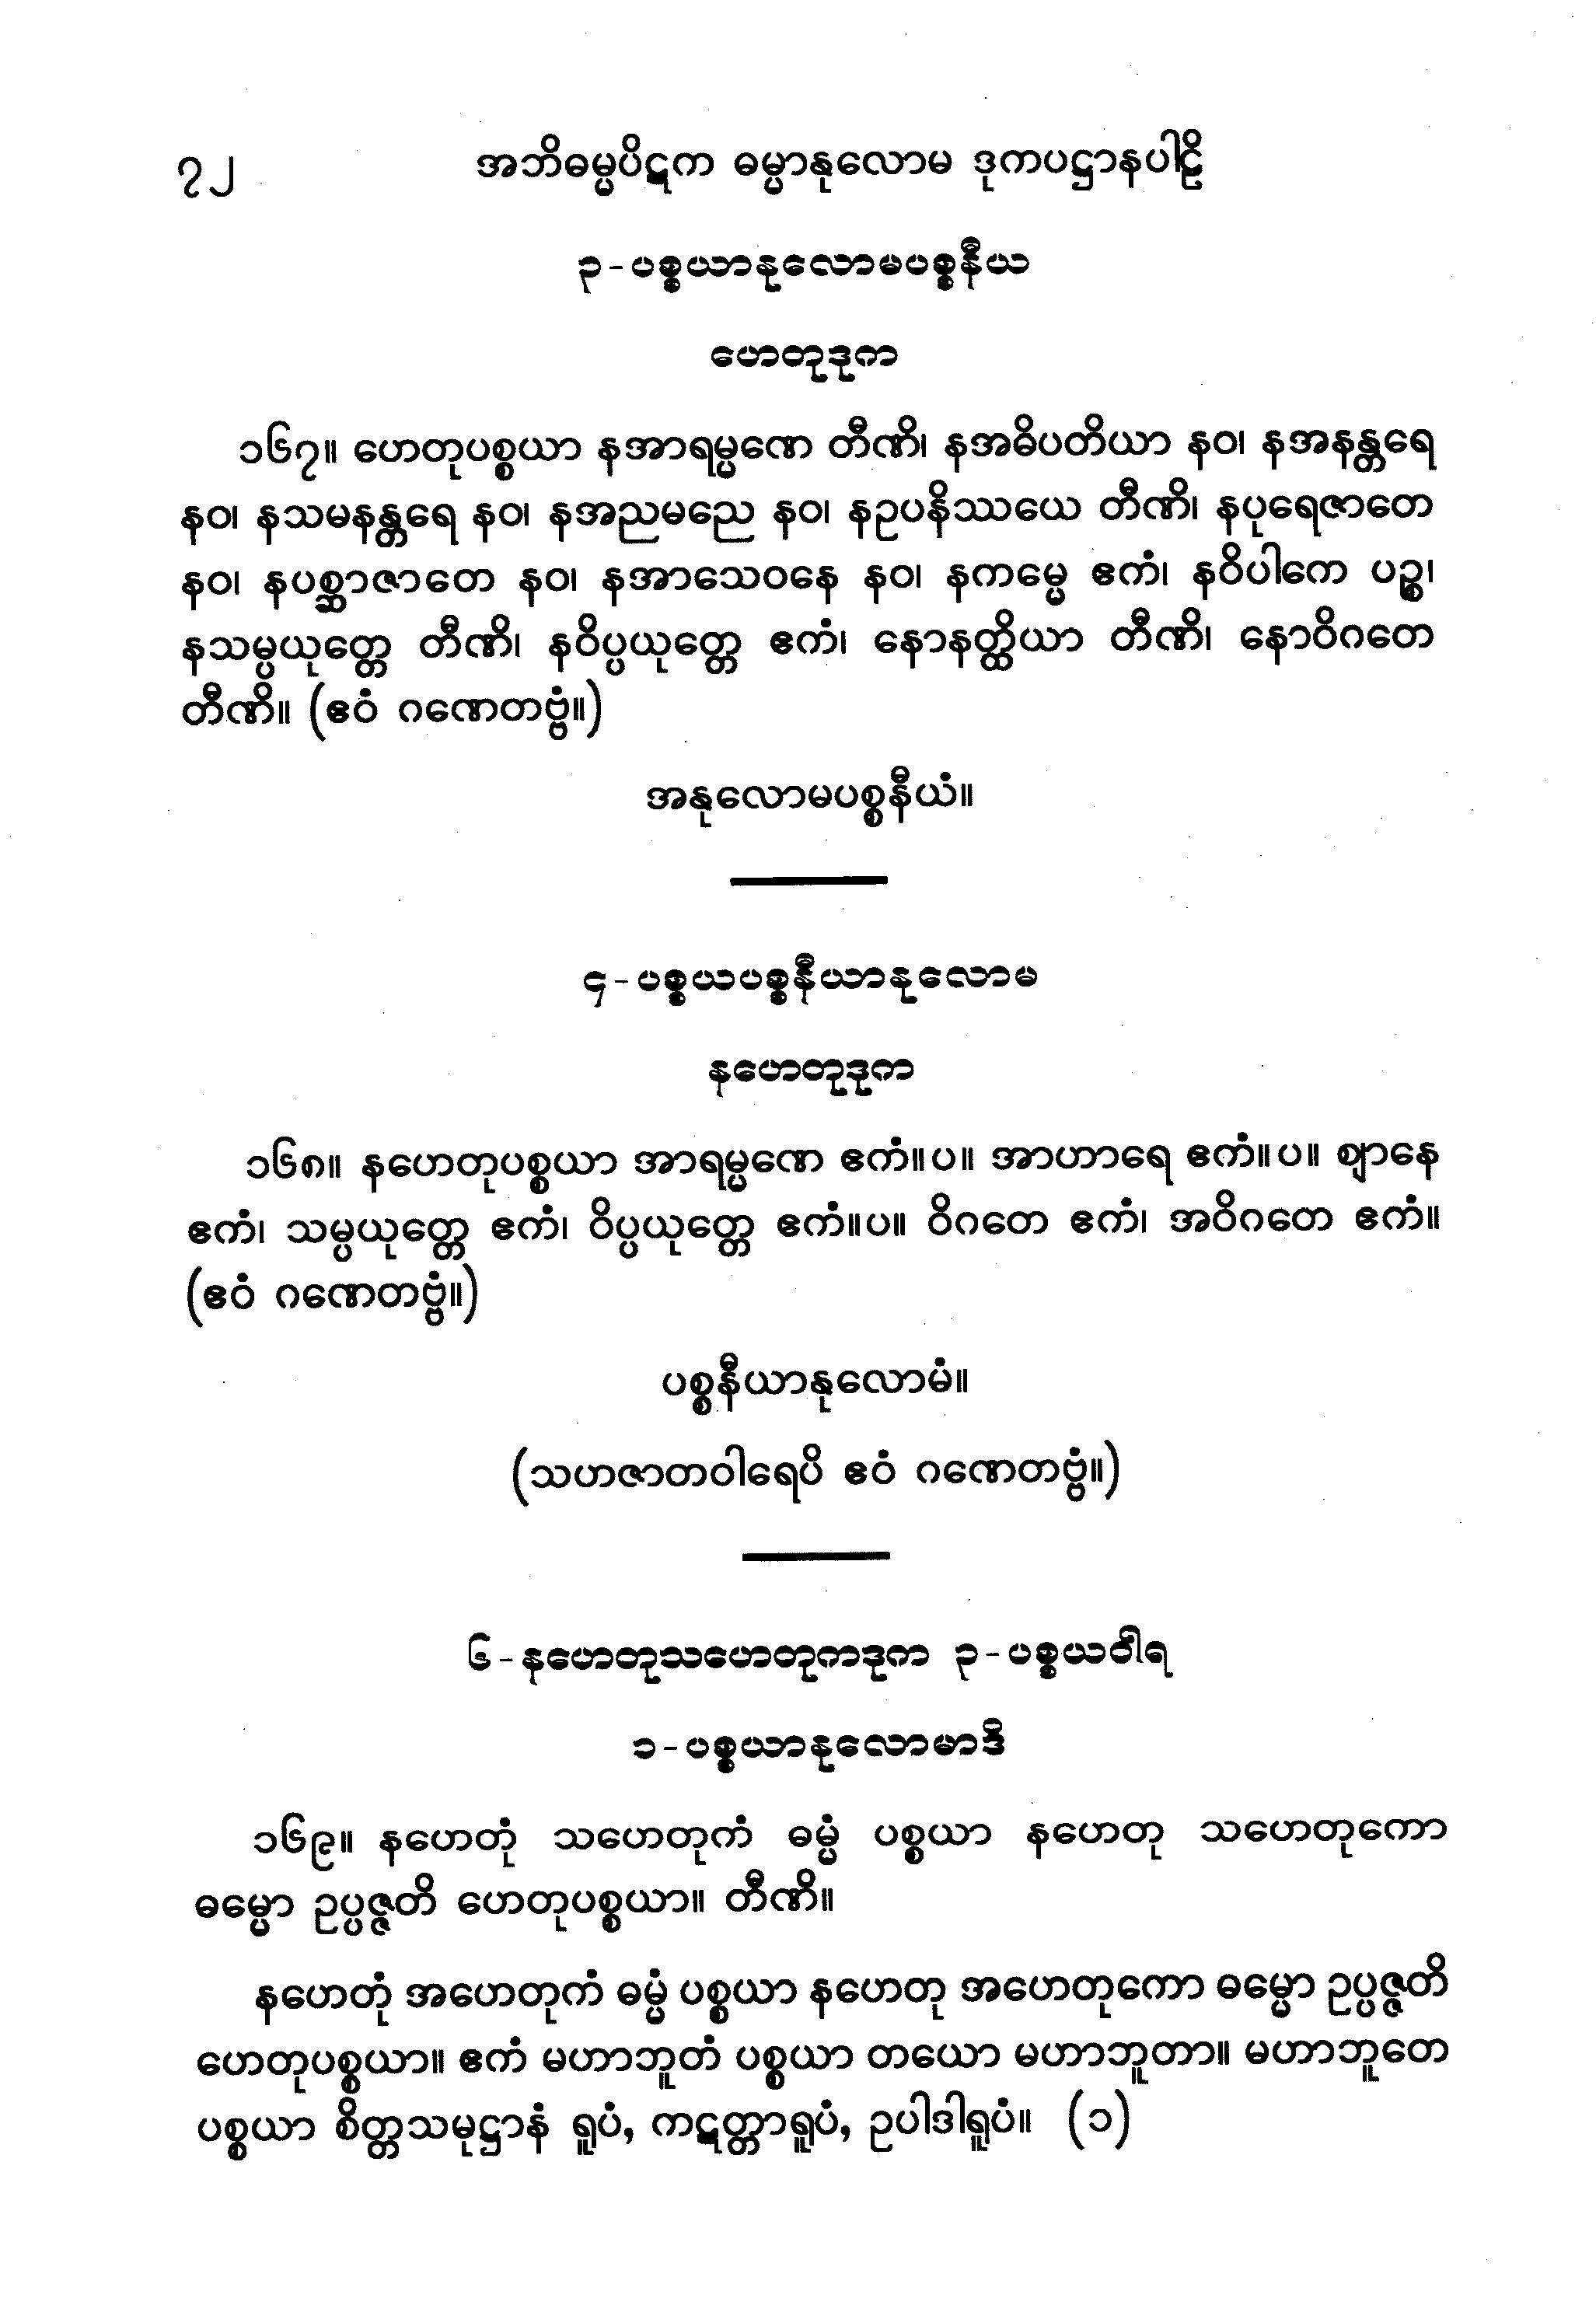 ၇၂ အဘိဓမ္မပိဋက ဓမ္မာနုလောမ ဒုကပဋ္ဌာနပါဠိ
၃-ပစ္စယာနုလောမပစ္စနီယ
ဟေတုဒုက
၁၆၇။ ဟေတုပစ္စယာ နအာရမ္မဏေ တီဏိ၊ နအဓိပတိယာ နဝ၊ နအနန္တရေ
နဝ၊ နသမနန္တရေ နဝ၊ နအညမညေ နဝ၊ နဥပနိဿယေ တီဏိ၊ နပုရေဇာတေ
နဝ၊ နပစ္ဆာဇာတေ နဝ၊ နအာသေဝနေ နဝ၊ နကမ္မေ ဧကံ၊ နဝိပါကေ ပဉ္စ၊
နသမ္ပယုတ္တေ တီဏိ၊ နဝိပ္ပယုတ္တေ ဧကံ၊ နောနတ္ထိယာ တီဏိ၊ နောဝိဂတေ
တီဏိ။ (ဧဝံ ဂဏေတဗ္ဗံ။)
အနုလောမပစ္စနီယံ။
၄-ပစ္စယပစ္စနီယာနုလောမ
နဟေတုဒုက
၁၆၈။ နဟေတုပစ္စယာ အာရမ္မဏေ ဧကံ။ပ။ အာဟာရေ ဧကံ။ပ။ ဈာနေ
ဧကံ၊ သမ္ပယုတ္တေ ဧကံ၊ ဝိပ္ပယုတ္တေ ဧကံ။ပ။ ဝိဂတေ ဧကံ၊ အဝိဂတေ ဧကံ။
(ဧဝံ ဂဏေတဗ္ဗံ။)
ပစ္စနီယာနုလောမံ။
(သဟဇာတဝါရေပိ ဧဝံ ဂဏေတဗ္ဗံ။)
၆-နဟေတုသဟေတုကဒုက ၃-ပစ္စယဝါရ
၁-ပစ္စယာနုလောမာဒိ
၁၆၉။ နဟေတုံ သဟေတုကံ ဓမ္မံ ပစ္စယာ နဟေတု သဟေတုကော
ဓမ္မော ဥပ္ပဇ္ဇတိ ဟေတုပစ္စယာ။ တီဏိ။
နဟေတုံ အဟေတုကံ ဓမ္မံ ပစ္စယာ နဟေတု အဟေတုကော ဓမ္မော ဥပ္ပဇ္ဇတိ
ဟေတုပစ္စယာ။ ဧကံ မဟာဘူတံ ပစ္စယာ တယော မဟာဘူတာ။ မဟာဘူတေ
ပစ္စယာ စိတ္တသမုဋ္ဌာနံ ရူပံ, ကဋတ္တာရူပံ, ဥပါဒါရူပံ။ (၁)